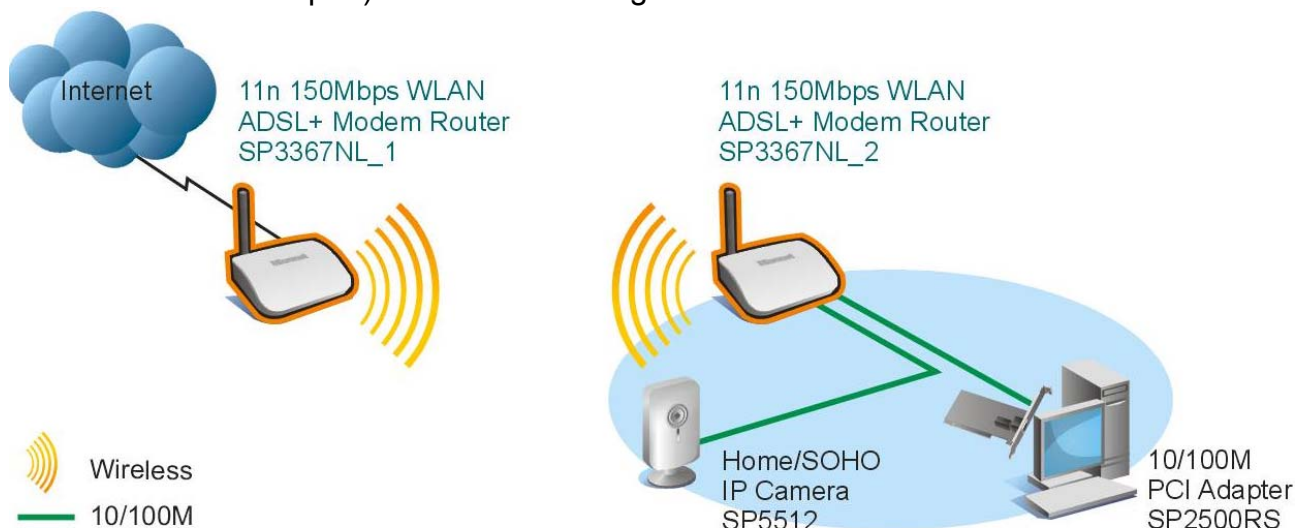 Internet
11n 150Mbps WLAN
ADSL+ Modem Router
SP3367NL_1
11n 150Mbps WLAN
ADSL+ Modem Router
SP3367NL_2
Home/SOHO
IP Camera
SP5512
10/100M
PCI Adapter
SP2500RS
Wireless
10/100M